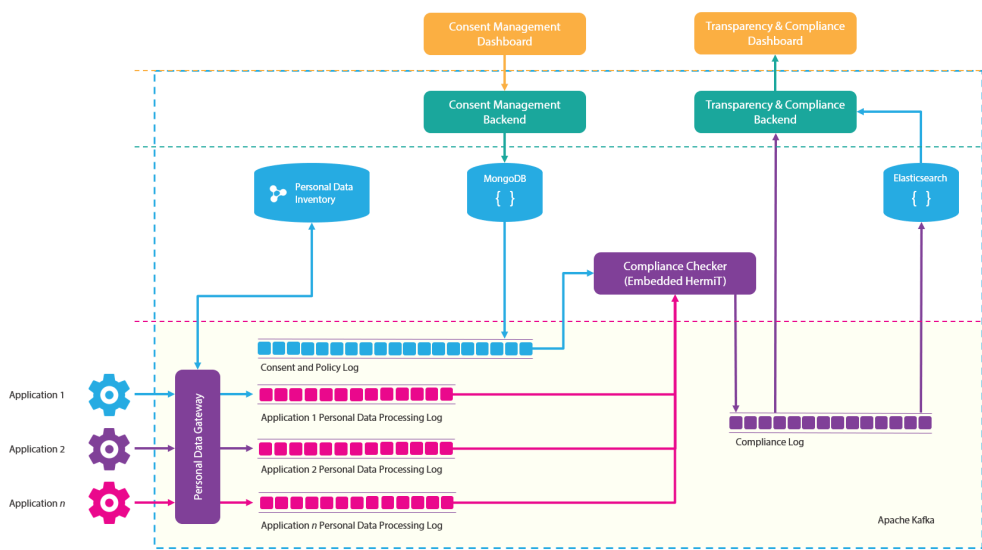 Consent Management
Dashboard
Transparency & Compliance
Dashboard
Consent Management
Backend
Transparency & Compliance
Backend
Personal Data
Inventory
MongoDB
{ }
Elasticsearch
{ }
Compliance Checker
(Embedded HermiT)
Consent and Policy Log
Application 1
Personal Data Gateway
Application 1 Personal Data Processing Log
Application 2
Application 2 Personal Data Processing Log
Compliance Log
Application n
Application n Personal Data Processing Log
Apache Kafka